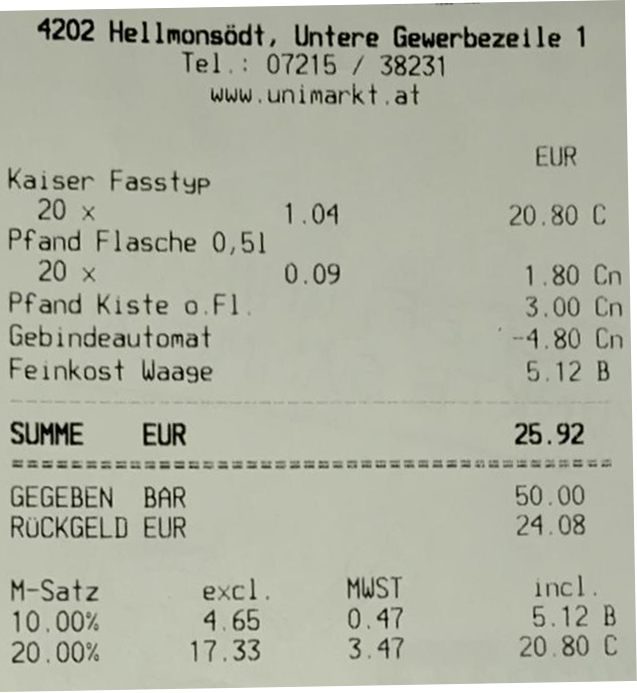 4202 Hellmonsödt, Untere Gewerbezeile 1
Tel.: 07215 / 38231
www.unimarkt.at
EUR
Kaiser Fasstyp
20 x 1.04 20.80 C
Pfand Flasche 0,5l
20 x 0.09 1.80 Cn
Pfand Kiste o.Fl. 3.00 Cn
Gebindeautomat -4.80 Cn
Feinkost Waage 5.12 B
SUMME EUR 25.92
GEGEBEN BAR 50.00
RÜCKGELD EUR 24.08
M-Satz excl. MWST incl.
10.00% 4.65 0.47 5.12 B
20.00% 17.33 3.47 20.80 C